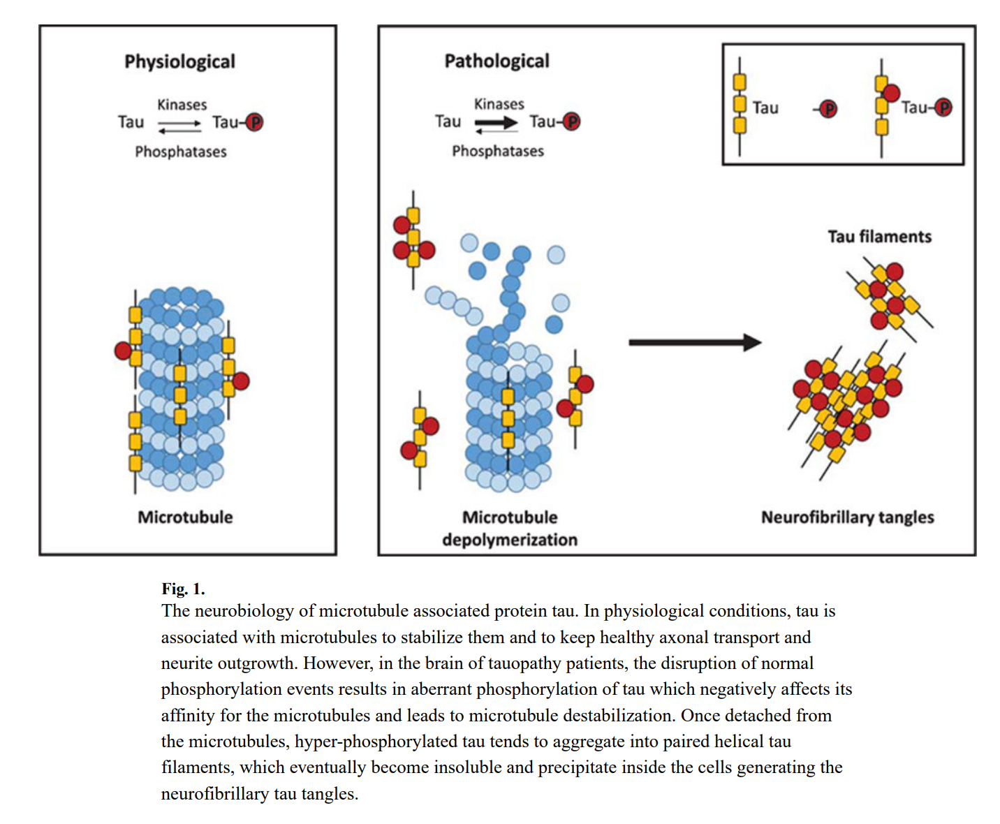 Physiological
Kinases
Tau
Tau-P
Phosphatases
Microtubule
Pathological
Kinases
Tau
Tau-P
Phosphatases
Tau
-P
Tau-P
Microtubule
depolymerization
Tau filaments
Neurofibrillary tangles
Fig. 1.
The neurobiology of microtubule associated protein tau. In physiological conditions, tau is
associated with microtubules to stabilize them and to keep healthy axonal transport and
neurite outgrowth. However, in the brain of tauopathy patients, the disruption of normal
phosphorylation events results in aberrant phosphorylation of tau which negatively affects its
affinity for the microtubules and leads to microtubule destabilization. Once detached from
the microtubules, hyper-phosphorylated tau tends to aggregate into paired helical tau
filaments, which eventually become insoluble and precipitate inside the cells generating the
neurofibrillary tau tangles.